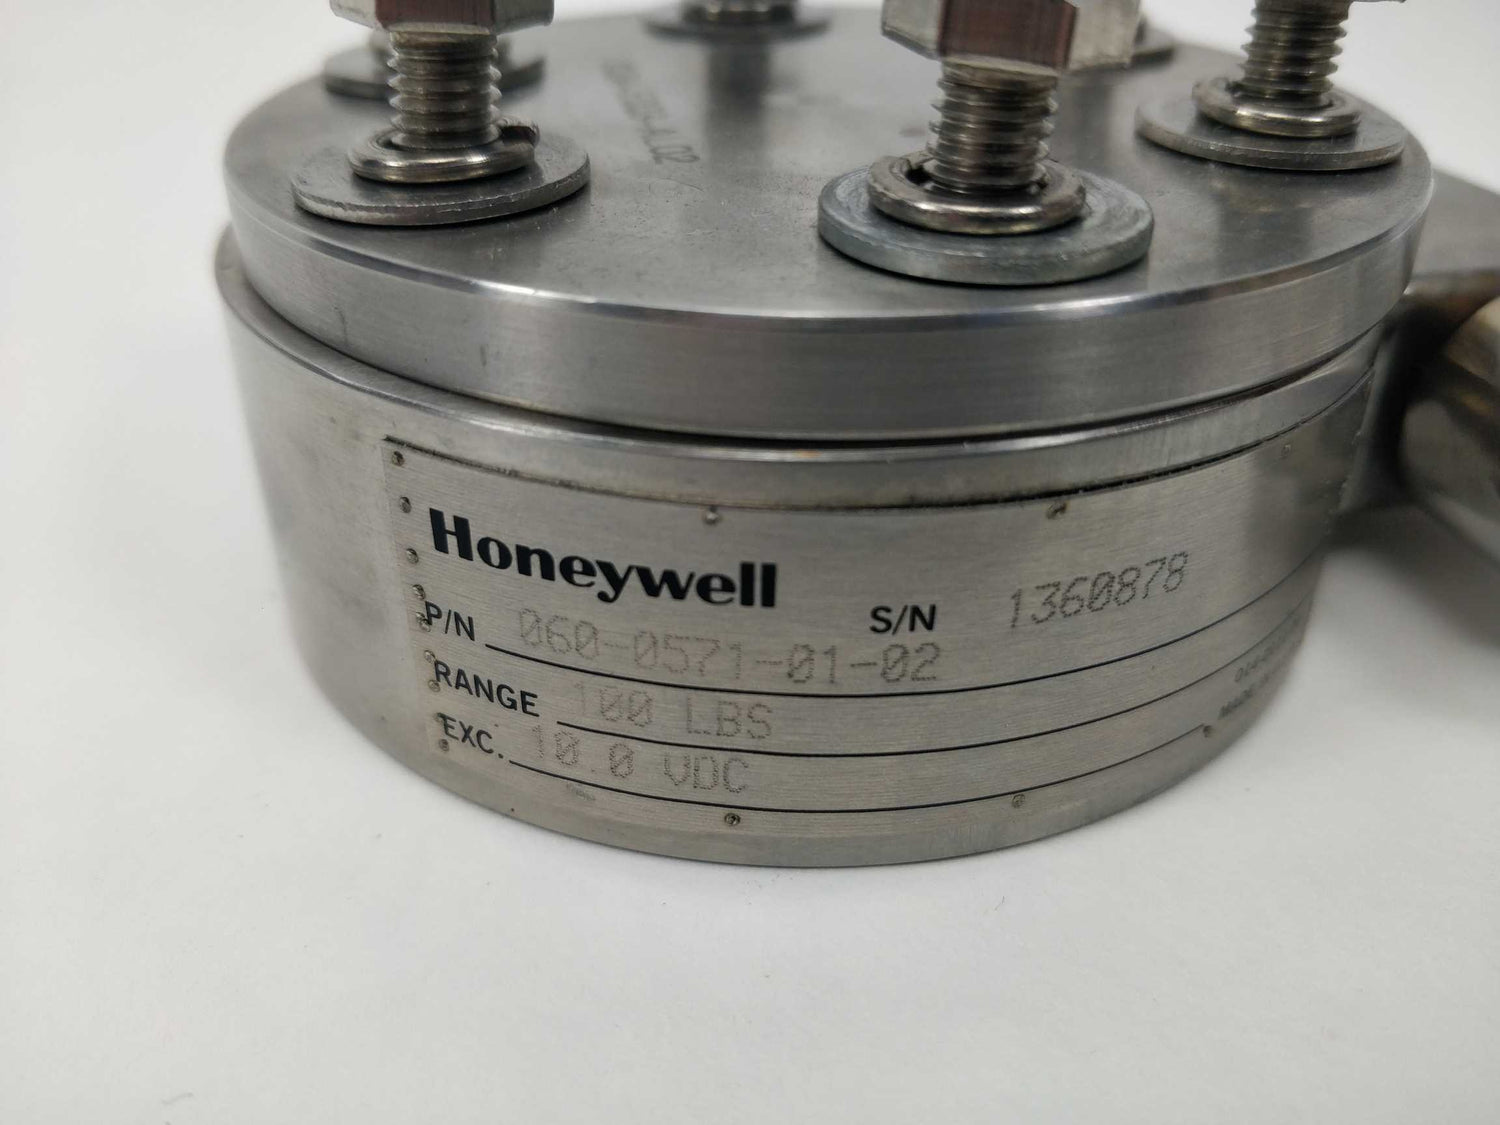 Honeywell
S/N 1360878
P/N 060-0571-01-02
RANGE 100 LBS
EXC. 10.0 VDC